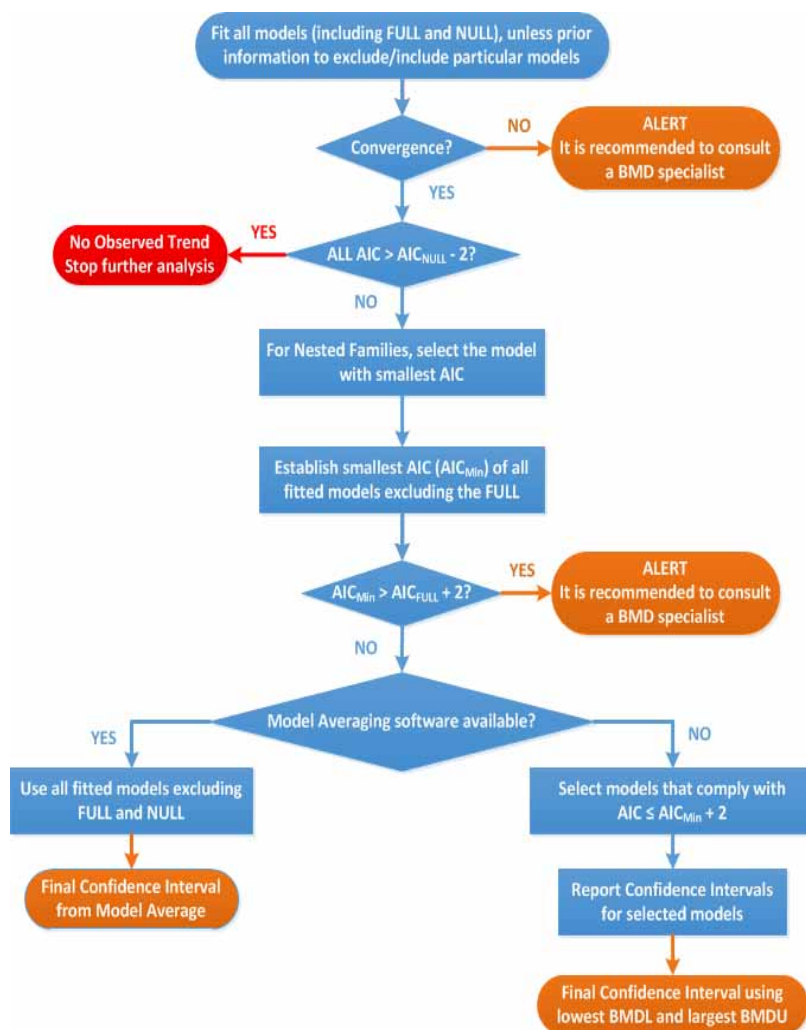 Fit all models (including FULL and NULL), unless prior
information to exclude/include particular models
Convergence?
NO
ALERT
It is recommended to consult
a BMD specialist
YES
ALL AIC > AICNULL - 2?
YES
No Observed Trend
Stop further analysis
NO
For Nested Families, select the model
with smallest AIC
Establish smallest AIC (AICMin) of all
fitted models excluding the FULL
AICMin > AICFULL + 2?
YES
ALERT
It is recommended to consult
a BMD specialist
NO
Model Averaging software available?
YES
Use all fitted models excluding
FULL and NULL
Final Confidence Interval
from Model Average
NO
Select models that comply with
AIC ≤ AICMin + 2
Report Confidence Intervals
for selected models
Final Confidence Interval using
lowest BMDL and largest BMDU